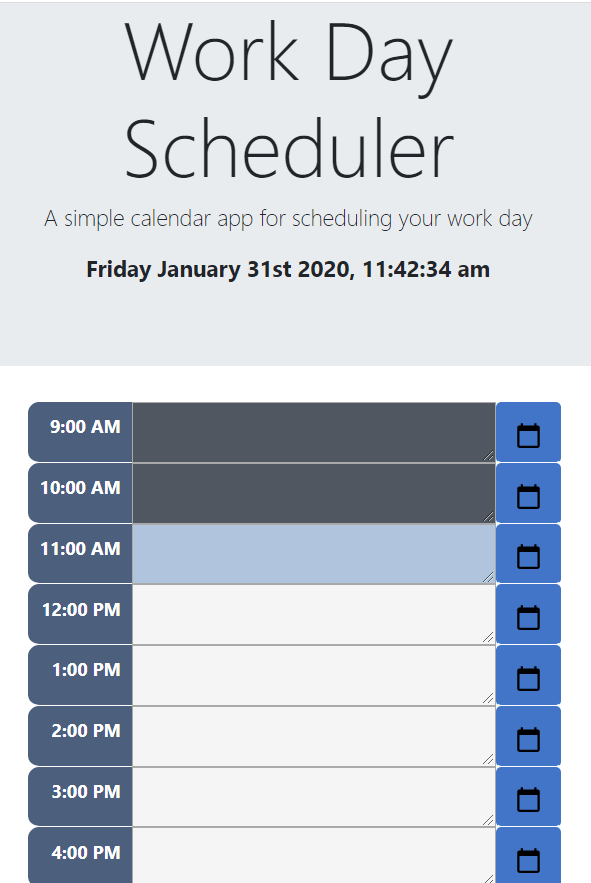 Work Day
Scheduler
A simple calendar app for scheduling your work day
Friday January 31st 2020, 11:42:34 am
9:00 AM
10:00 AM
11:00 AM
12:00 PM
1:00 PM
2:00 PM
3:00 PM
4:00 PM